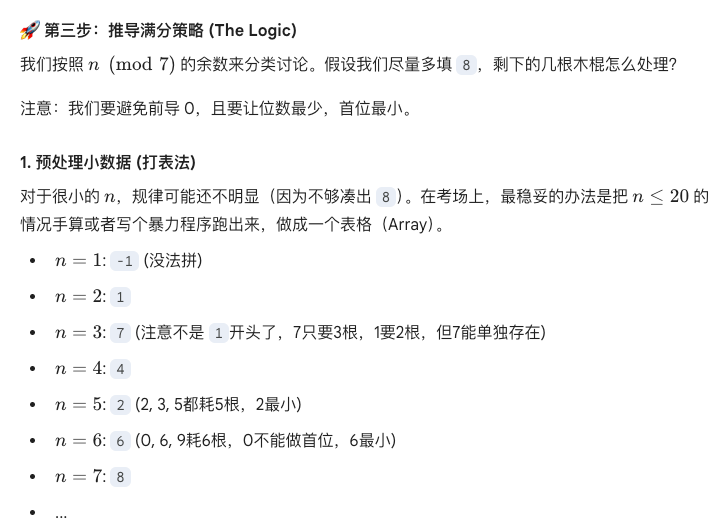 🚀 第三步：推导满分策略 (The Logic)
我们按照 n (mod 7) 的余数来分类讨论。假设我们尽量多填 8，剩下的几根木棍怎么处理？
注意：我们要避免前导 0，且要让位数最少，首位最小。
1. 预处理小数据 (打表法)
对于很小的 n，规律可能还不明显（因为不够凑出 8）。在考场上，最稳妥的办法是把 n ≤ 20 的
情况手算或者写个暴力程序跑出来，做成一个表格（Array）。
• n = 1: -1 (没法拼)
• n = 2: 1
• n = 3: 7 (注意不是 1 开头了，7只要3根，1要2根，但7能单独存在)
• n = 4: 4
• n = 5: 2 (2, 3, 5都耗5根，2最小)
• n = 6: 6 (0, 6, 9耗6根，0不能做首位，6最小)
• n = 7: 8
• ...